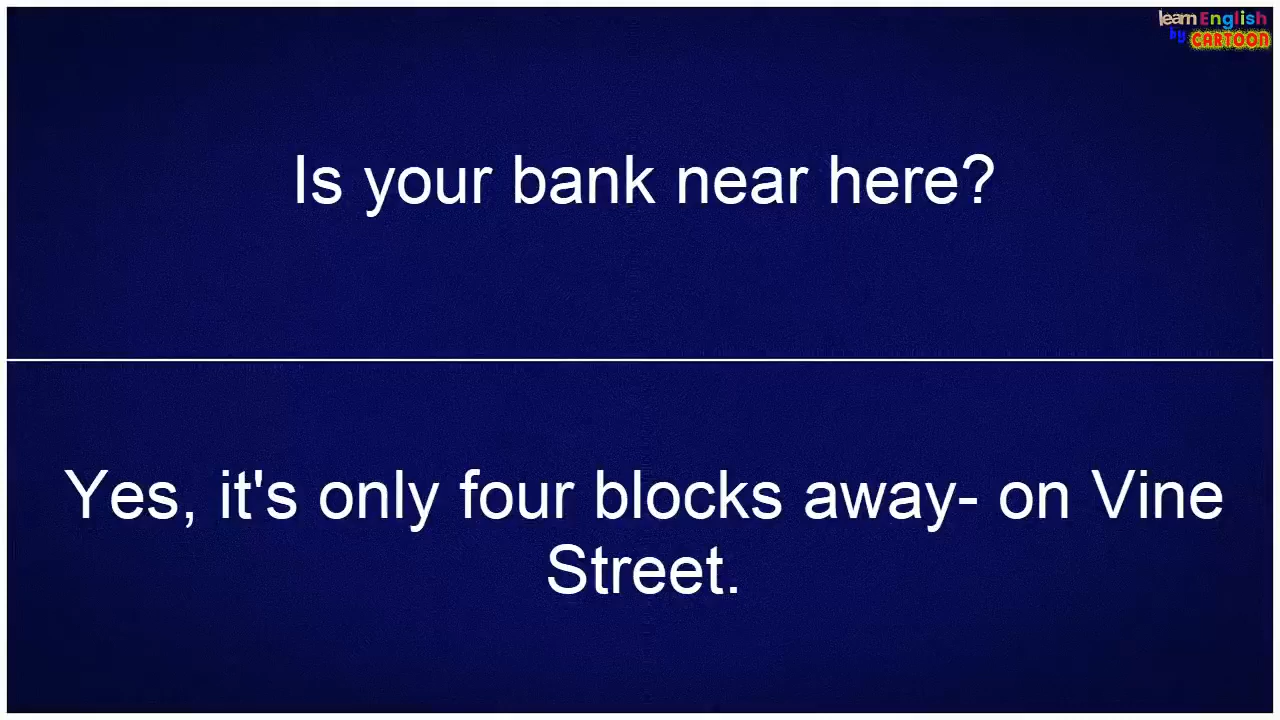 learn English
by CARTOON
Is your bank near here?
Yes, it's only four blocks away- on Vine
Street.